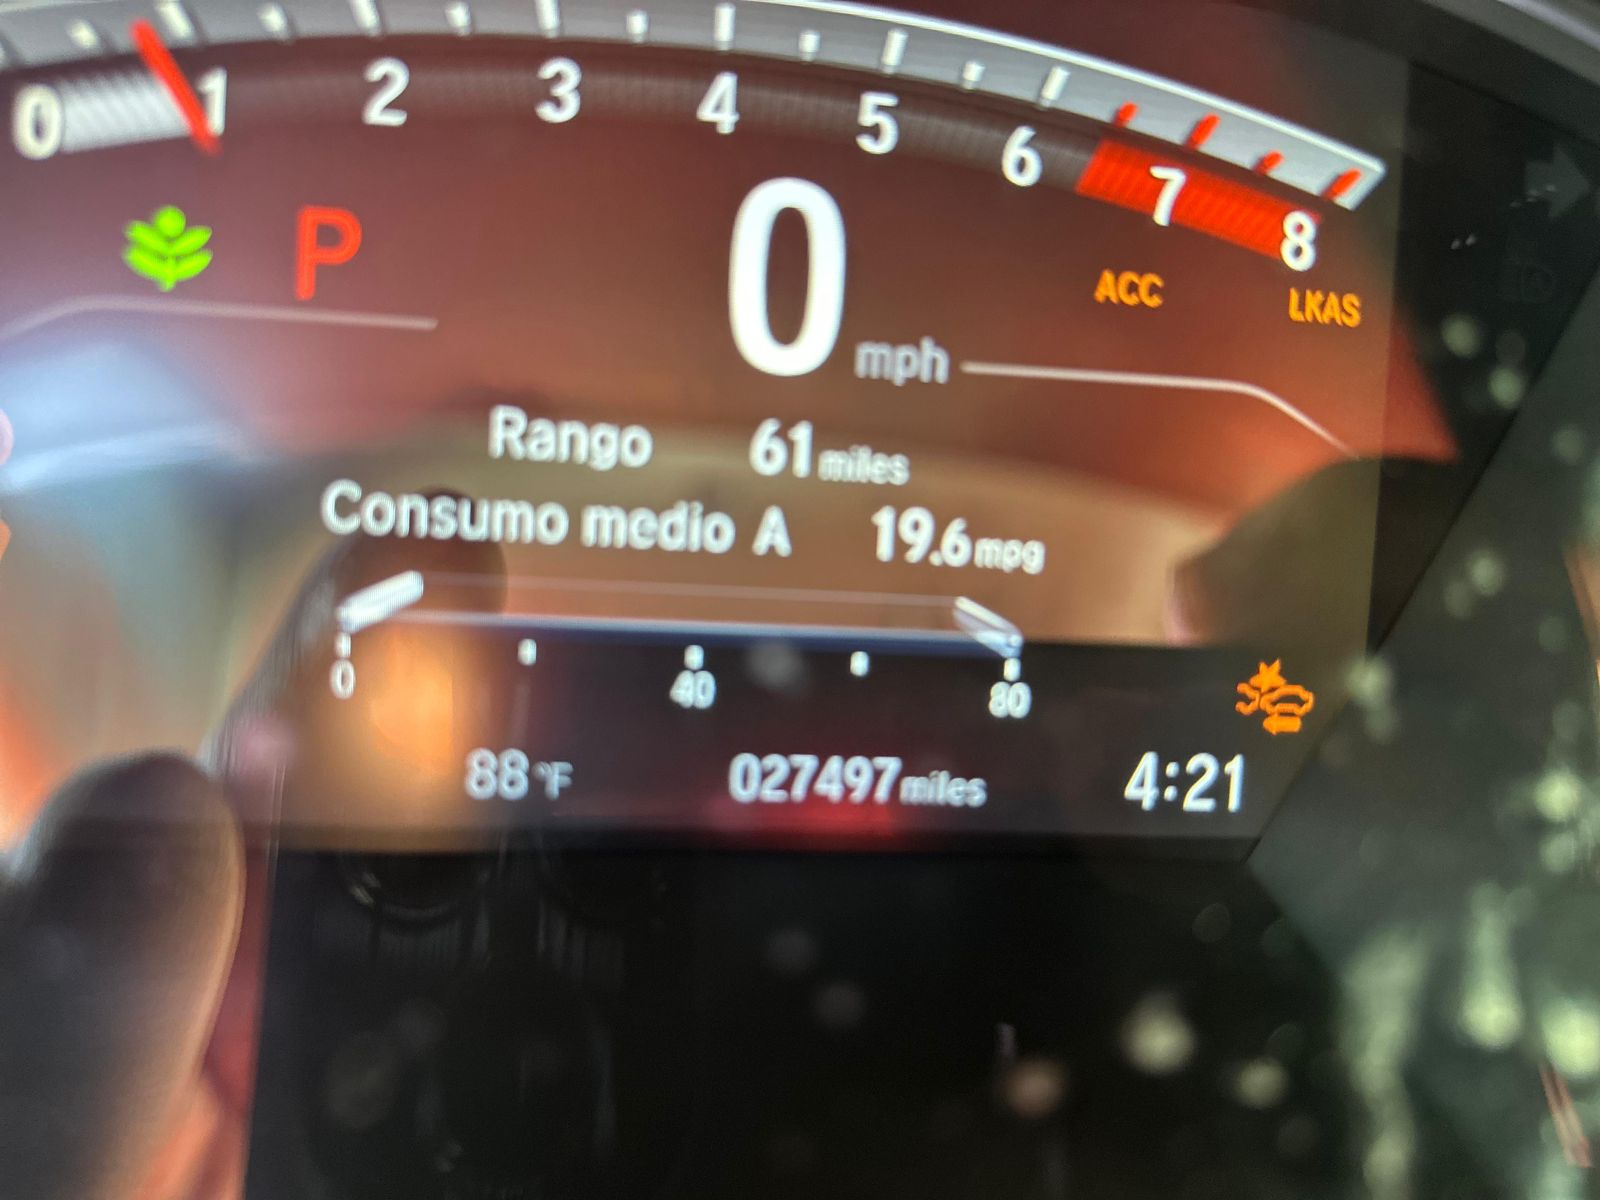 0 1 2 3 4 5 6 7 8
P 0 mph ACC LKAS
Rango 61 miles
Consumo medio A 19.6 mpg
0 40 80
88 °F 027497 miles 4:21